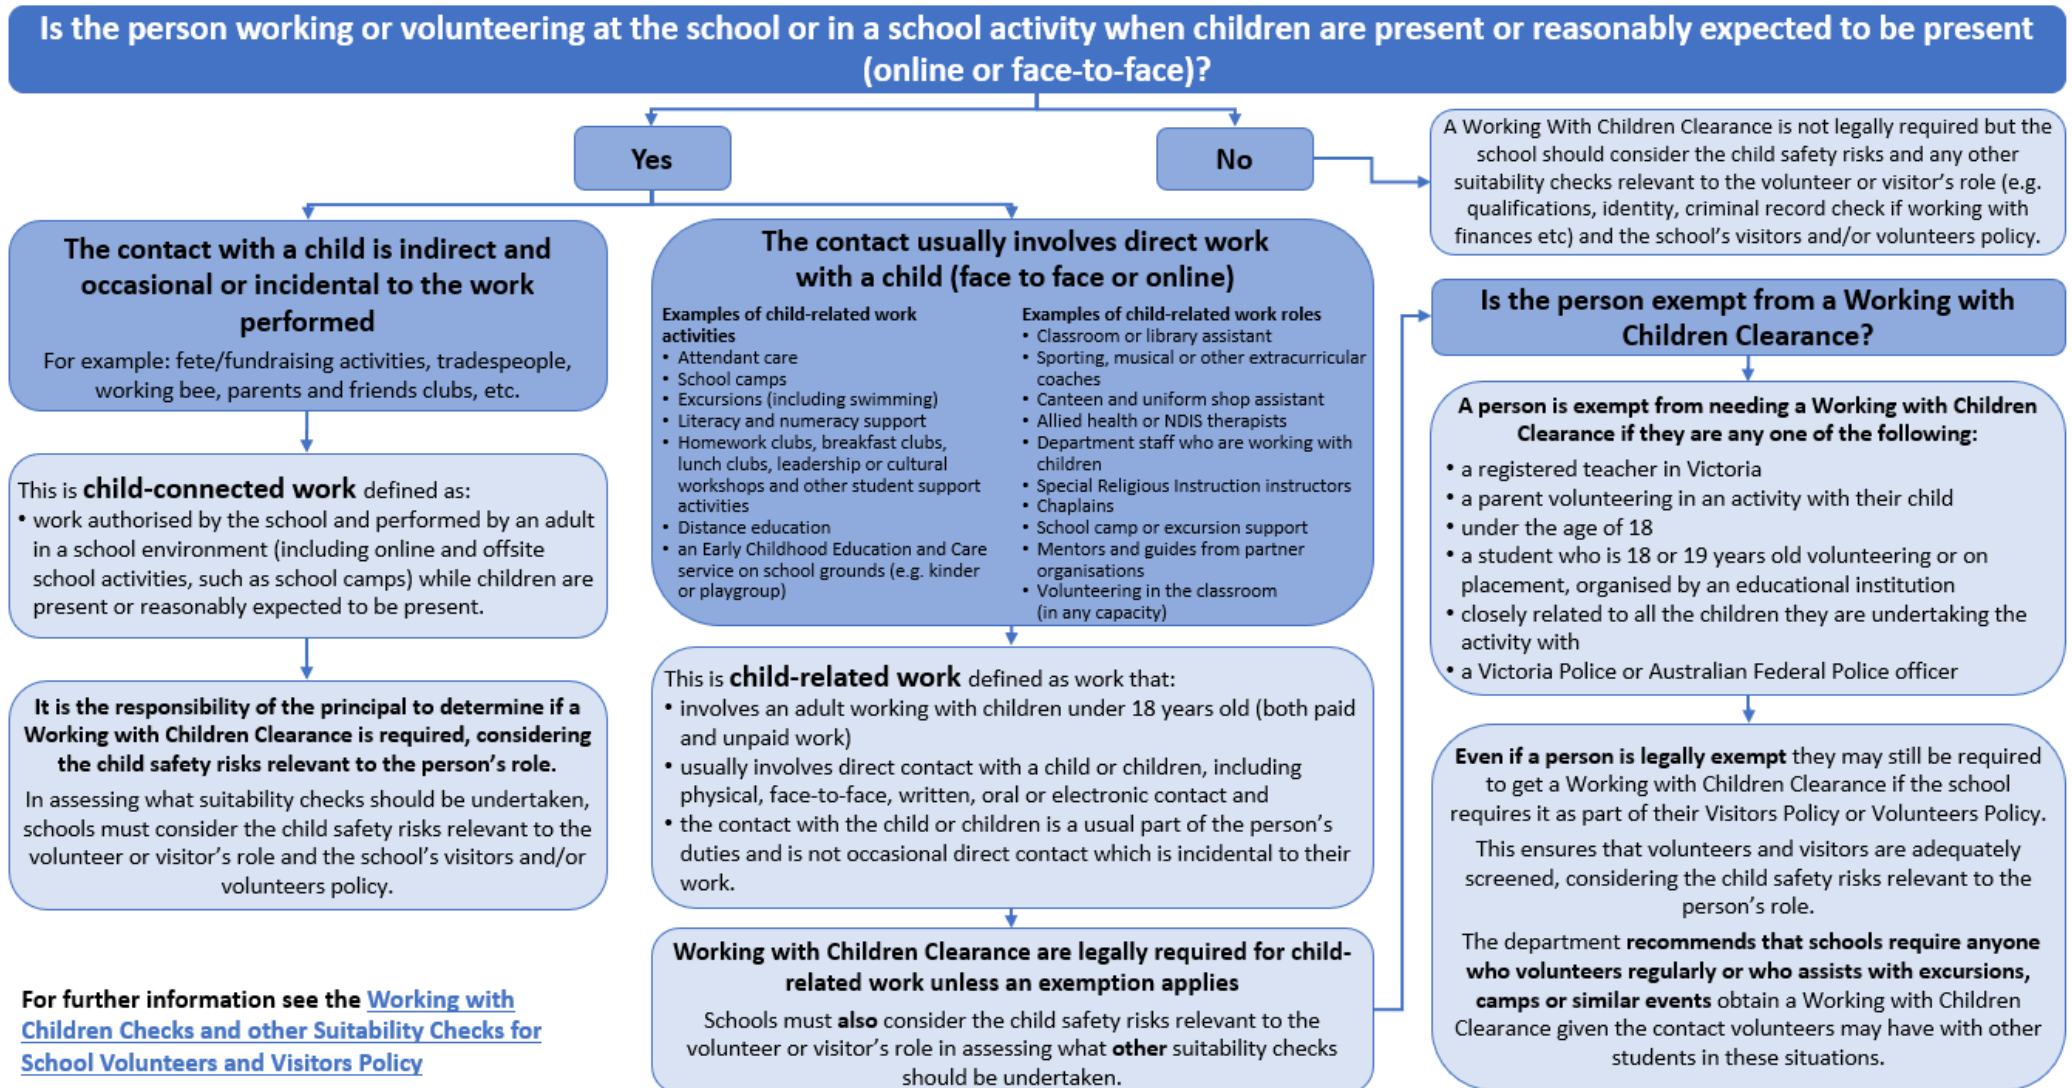 Is the person working or volunteering at the school or in a school activity when children are present or reasonably expected to be present
(online or face-to-face)?
Yes
No
A Working With Children Clearance is not legally required but the
school should consider the child safety risks and any other
suitability checks relevant to the volunteer or visitor's role (e.g.
qualifications, identity, criminal record check if working with
finances etc) and the school's visitors and/or volunteers policy.
The contact with a child is indirect and
occasional or incidental to the work
performed
For example: fete/fundraising activities, tradespeople,
working bee, parents and friends clubs, etc.
This is child-connected work defined as:
• work authorised by the school and performed by an adult
in a school environment (including online and offsite
school activities, such as school camps) while children are
present or reasonably expected to be present.
It is the responsibility of the principal to determine if a
Working with Children Clearance is required, considering
the child safety risks relevant to the person's role.
In assessing what suitability checks should be undertaken,
schools must consider the child safety risks relevant to the
volunteer or visitor's role and the school's visitors and/or
volunteers policy.
For further information see the Working with
Children Checks and other Suitability Checks for
School Volunteers and Visitors Policy
The contact usually involves direct work
with a child (face to face or online)
Examples of child-related work
activities
• Attendant care
• School camps
• Excursions (including swimming)
• Literacy and numeracy support
• Homework clubs, breakfast clubs,
lunch clubs, leadership or cultural
workshops and other student support
activities
• Distance education
• an Early Childhood Education and Care
service on school grounds (e.g. kinder
or playgroup)
Examples of child-related work roles
• Classroom or library assistant
• Sporting, musical or other extracurricular
coaches
• Canteen and uniform shop assistant
• Allied health or NDIS therapists
• Department staff who are working with
children
• Special Religious Instruction instructors
• Chaplains
• School camp or excursion support
• Mentors and guides from partner
organisations
• Volunteering in the classroom
(in any capacity)
This is child-related work defined as work that:
• involves an adult working with children under 18 years old (both paid
and unpaid work)
• usually involves direct contact with a child or children, including
physical, face-to-face, written, oral or electronic contact and
• the contact with the child or children is a usual part of the person's
duties and is not occasional direct contact which is incidental to their
work.
Working with Children Clearance are legally required for child-
related work unless an exemption applies
Schools must also consider the child safety risks relevant to the
volunteer or visitor's role in assessing what other suitability checks
should be undertaken.
Is the person exempt from a Working with
Children Clearance?
A person is exempt from needing a Working with Children
Clearance if they are any one of the following:
• a registered teacher in Victoria
• a parent volunteering in an activity with their child
• under the age of 18
• a student who is 18 or 19 years old volunteering or on
placement, organised by an educational institution
• closely related to all the children they are undertaking the
activity with
• a Victoria Police or Australian Federal Police officer
Even if a person is legally exempt they may still be required
to get a Working with Children Clearance if the school
requires it as part of their Visitors Policy or Volunteers Policy.
This ensures that volunteers and visitors are adequately
screened, considering the child safety risks relevant to the
person's role.
The department recommends that schools require anyone
who volunteers regularly or who assists with excursions,
camps or similar events obtain a Working with Children
Clearance given the contact volunteers may have with other
students in these situations.